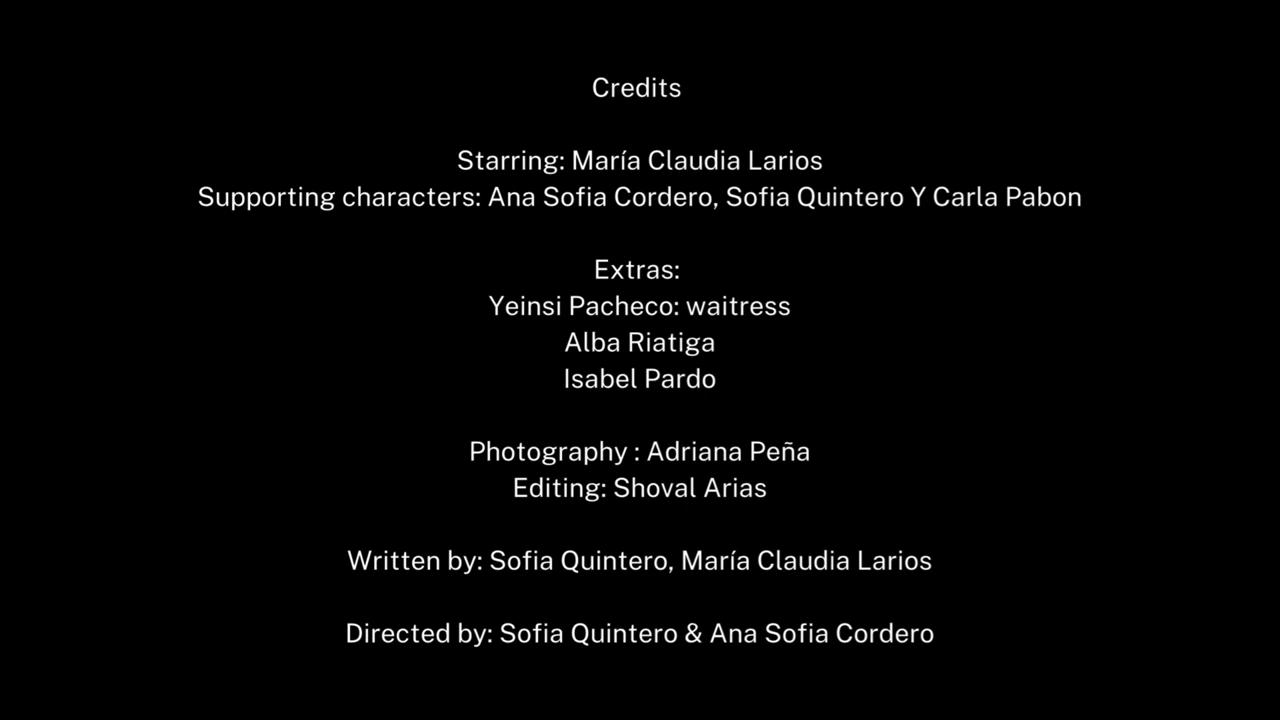 Credits
Starring: María Claudia Larios
Supporting characters: Ana Sofia Cordero, Sofia Quintero Y Carla Pabon
Extras:
Yeinsi Pacheco: waitress
Alba Riatiga
Isabel Pardo
Photography : Adriana Peña
Editing: Shoval Arias
Written by: Sofia Quintero, María Claudia Larios
Directed by: Sofia Quintero & Ana Sofia Cordero